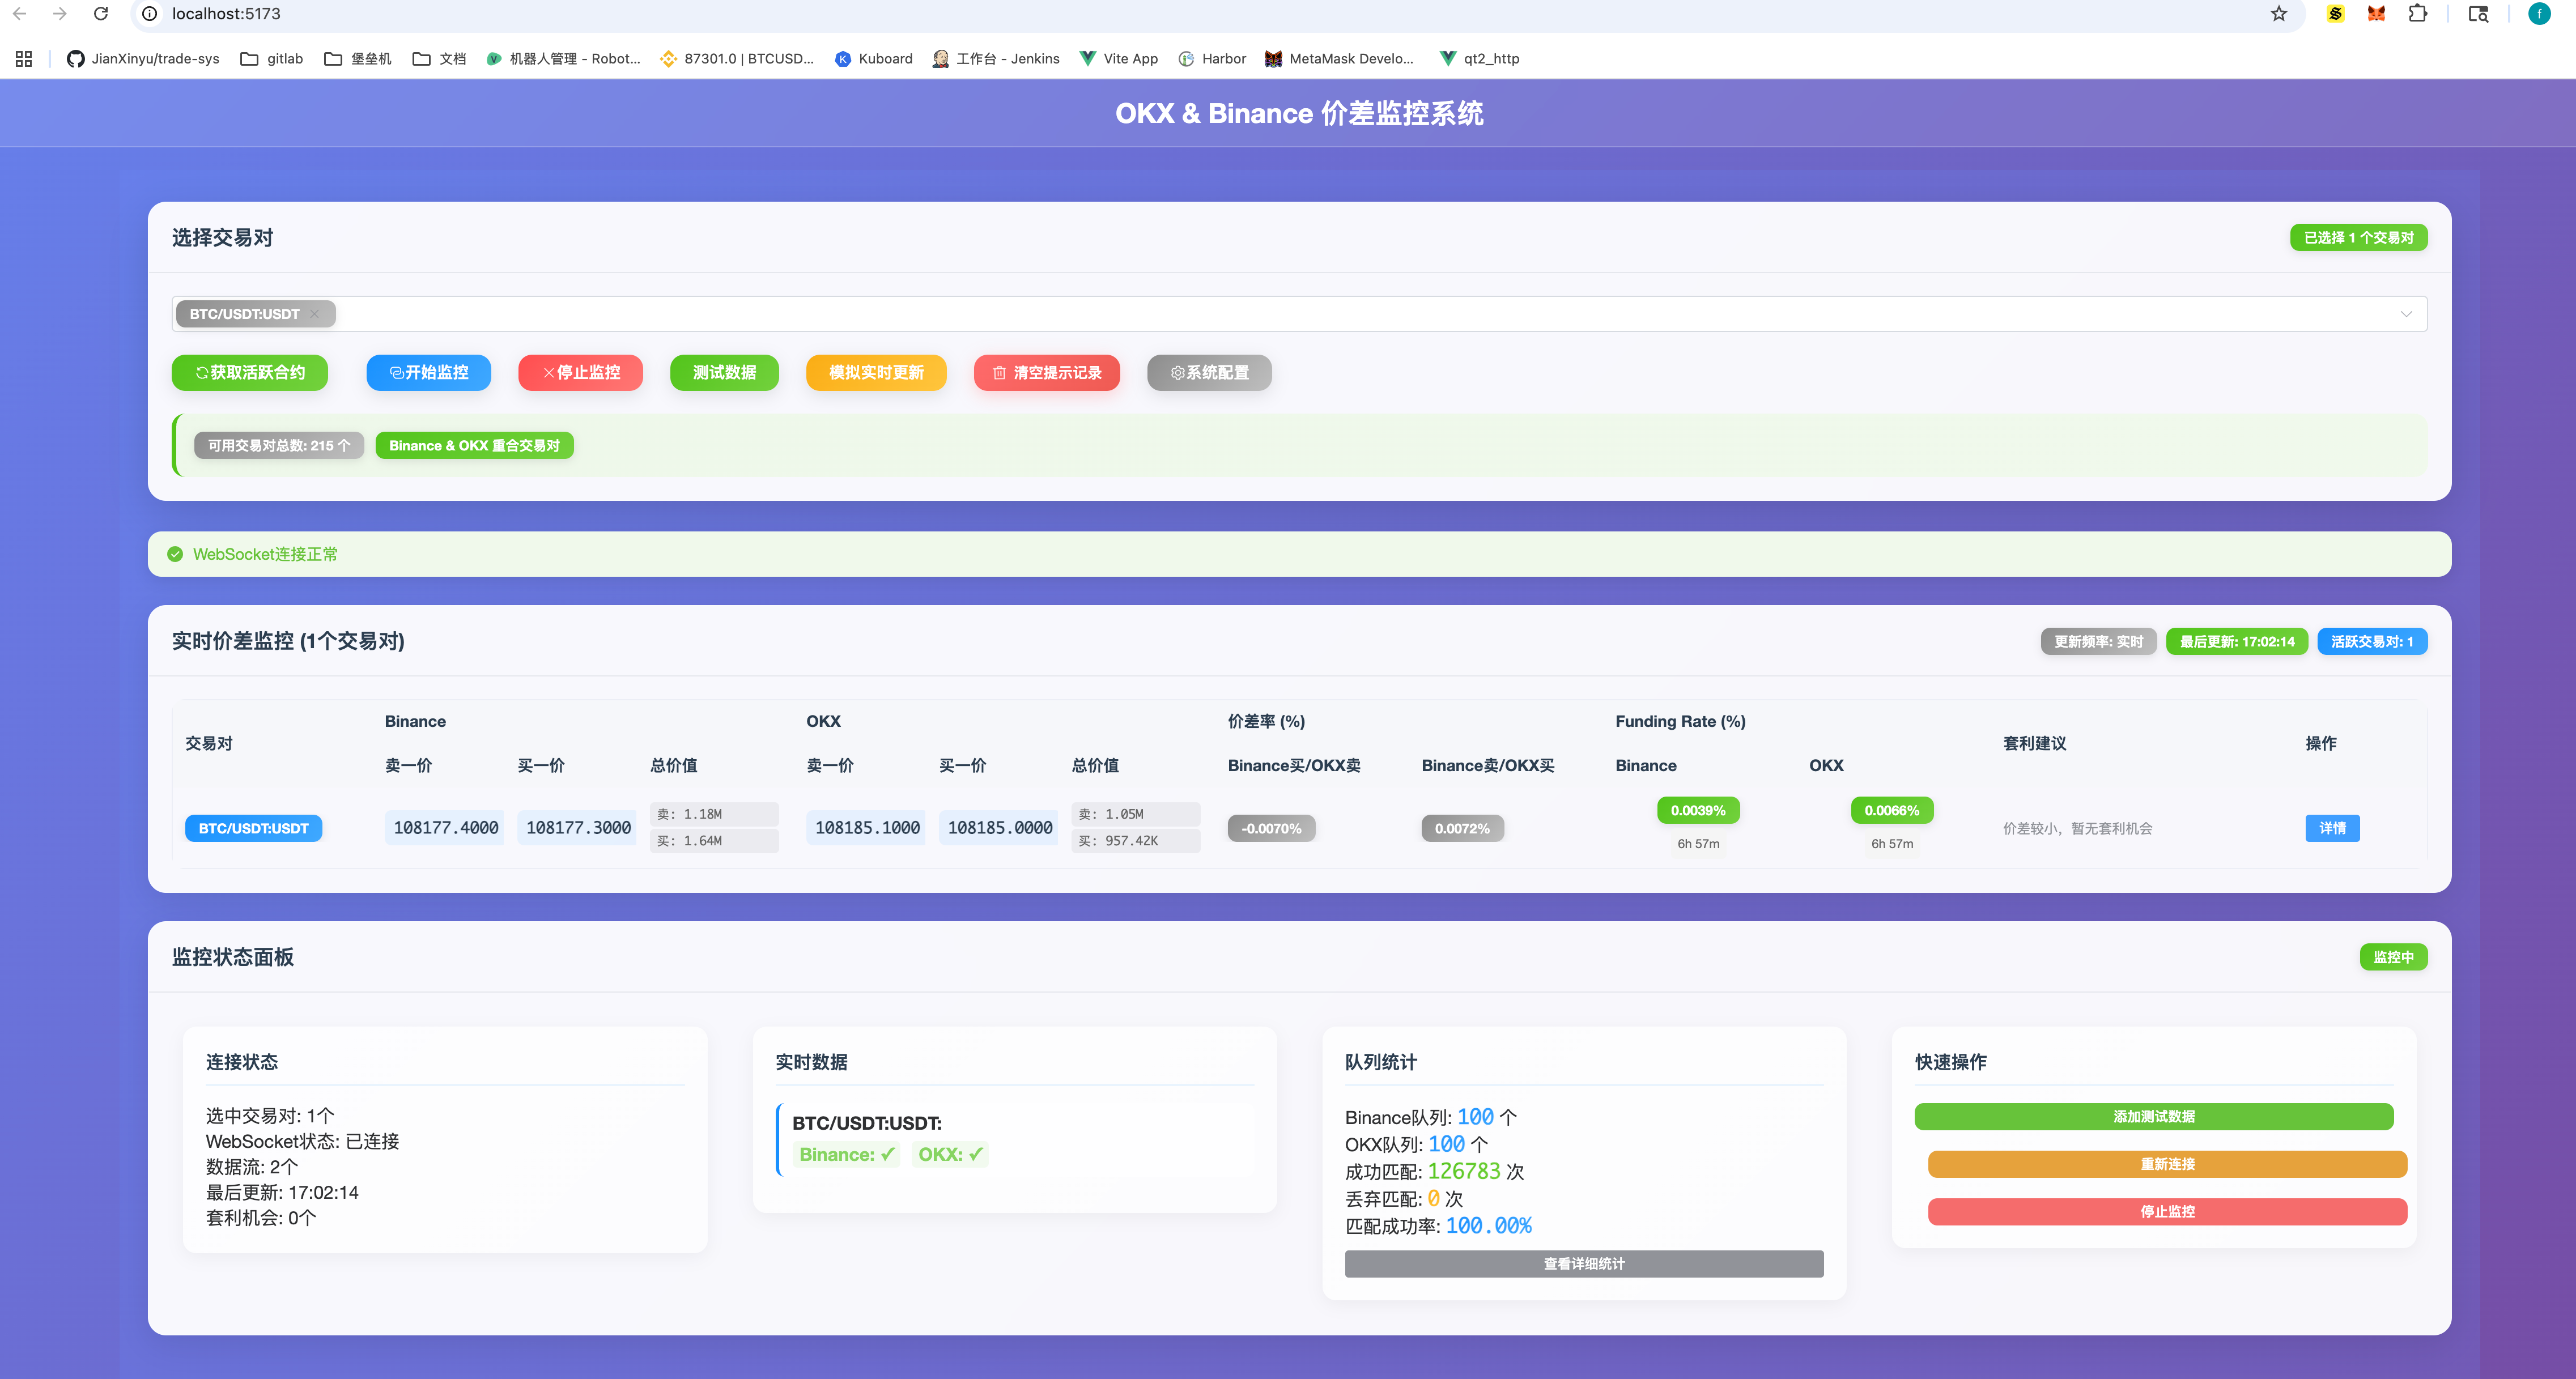 localhost:5173
f
JianXinyu/trade-sys
gitlab
堡垒机
文档
机器人管理 - Robot...
87301.0 | BTCUSD...
Kuboard
工作台 - Jenkins
Vite App
Harbor
MetaMask Develo...
qt2_http
OKX & Binance 价差监控系统
选择交易对
已选择 1 个交易对
BTC/USDT:USDT
获取活跃合约
开始监控
停止监控
测试数据
模拟实时更新
清空提示记录
系统配置
可用交易对总数: 215 个
Binance & OKX 重合交易对
WebSocket连接正常
实时价差监控 (1个交易对)
更新频率: 实时
最后更新: 17:02:14
活跃交易对: 1
交易对
Binance
OKX
价差率 (%)
Funding Rate (%)
套利建议
操作
卖一价
买一价
总价值
卖一价
买一价
总价值
Binance买/OKX卖
Binance卖/OKX买
Binance
OKX
BTC/USDT:USDT
108177.4000
108177.3000
卖: 1.18M
买: 1.64M
108185.1000
108185.0000
卖: 1.05M
买: 957.42K
-0.0070%
0.0072%
0.0039%
6h 57m
0.0066%
6h 57m
价差较小，暂无套利机会
详情
监控状态面板
监控中
连接状态
选中交易对: 1个
WebSocket状态: 已连接
数据流: 2个
最后更新: 17:02:14
套利机会: 0个
实时数据
BTC/USDT:USDT:
Binance: ✓
OKX: ✓
队列统计
Binance队列: 100 个
OKX队列: 100 个
成功匹配: 126783 次
丢弃匹配: 0 次
匹配成功率: 100.00%
查看详细统计
快速操作
添加测试数据
重新连接
停止监控